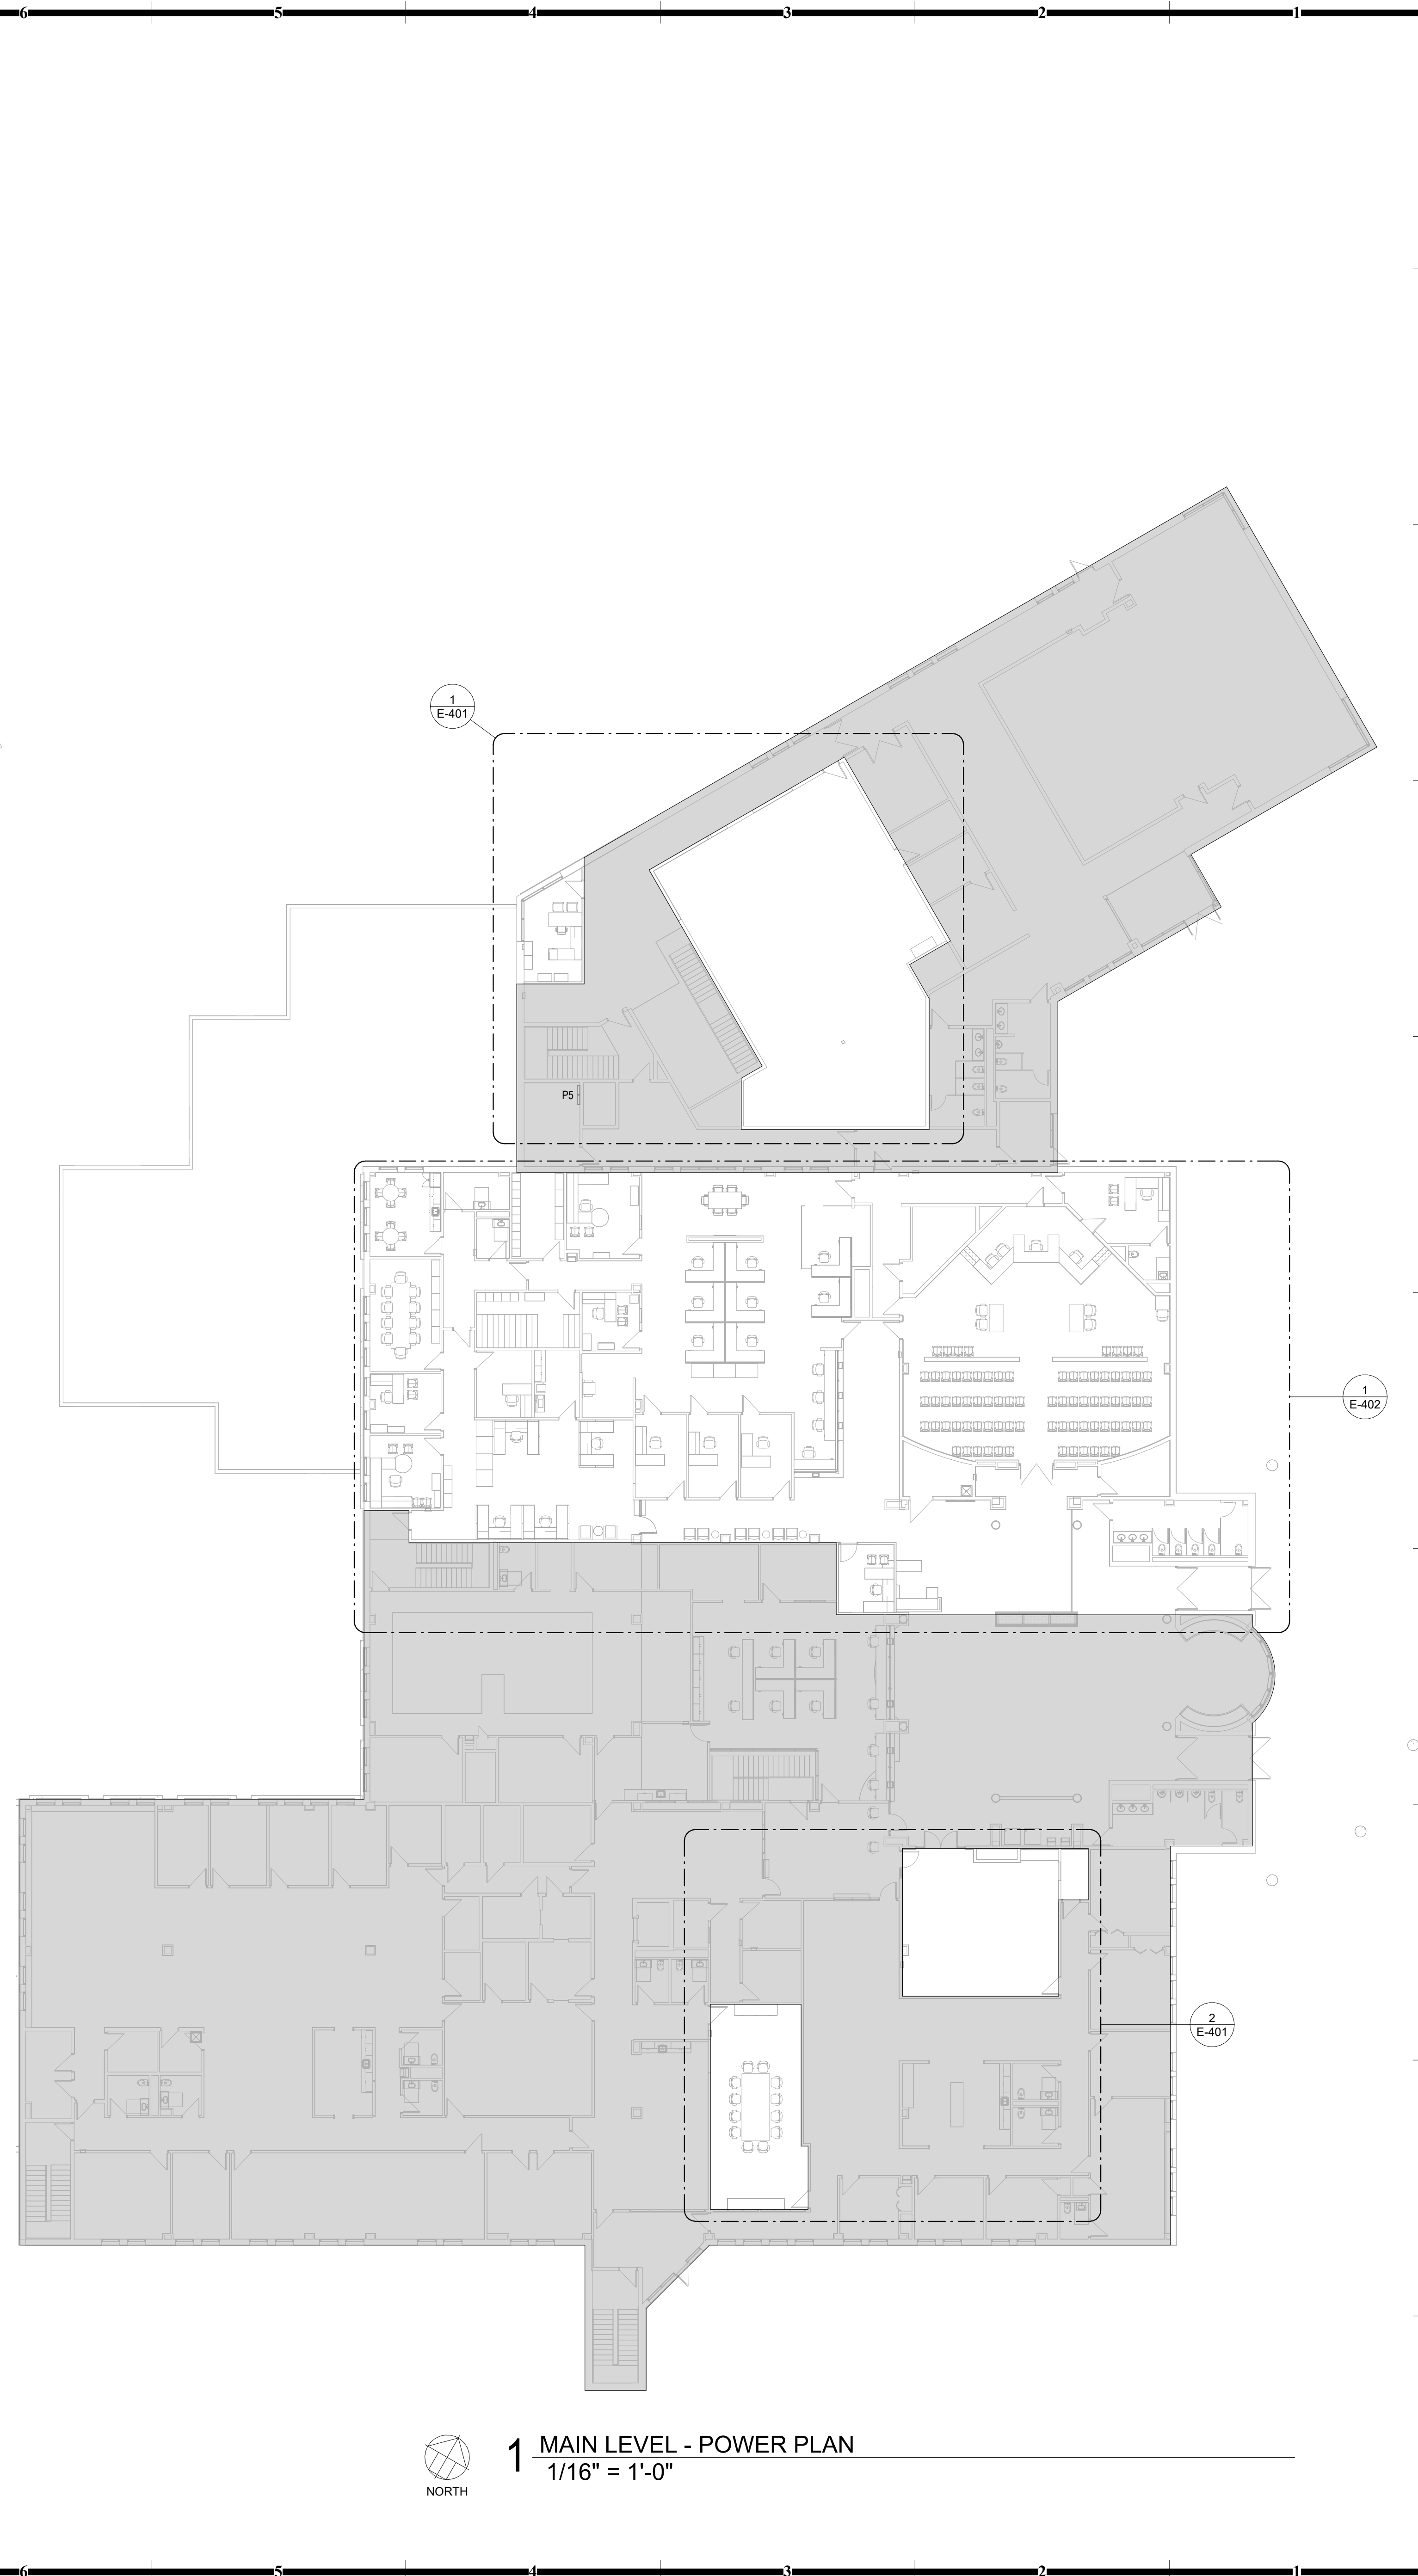 6 5 4 3 2 1
1
E-401
P5
1
E-402
2
E-401
NORTH
1 MAIN LEVEL - POWER PLAN
1/16" = 1'-0"
6 5 4 3 2 1